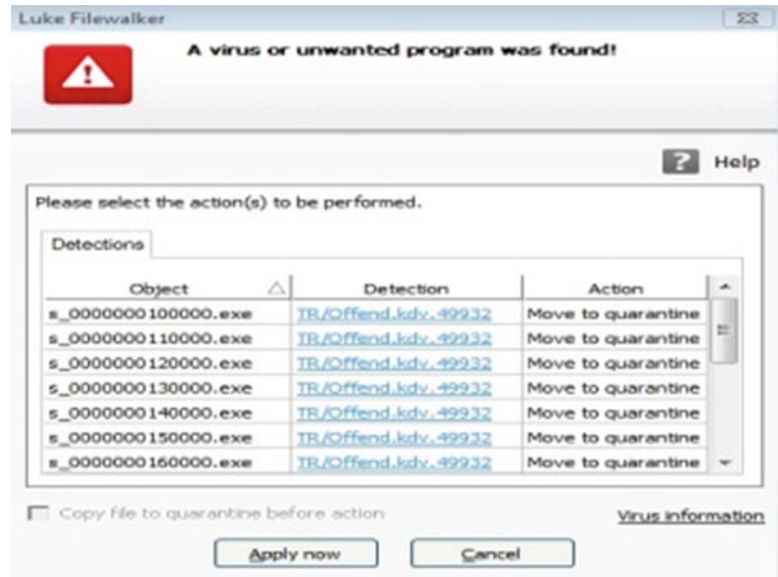 Luke Filewalker
A virus or unwanted program was found!
? Help
Please select the action(s) to be performed.
Detections
Object Detection Action
s_0000000100000.exe TR/Offend.kdv.49932 Move to quarantine
s_0000000110000.exe TR/Offend.kdv.49932 Move to quarantine
s_0000000120000.exe TR/Offend.kdv.49932 Move to quarantine
s_0000000130000.exe TR/Offend.kdv.49932 Move to quarantine
s_0000000140000.exe TR/Offend.kdv.49932 Move to quarantine
s_0000000150000.exe TR/Offend.kdv.49932 Move to quarantine
s_0000000160000.exe TR/Offend.kdv.49932 Move to quarantine
Copy file to quarantine before action Virus information
Apply now Cancel